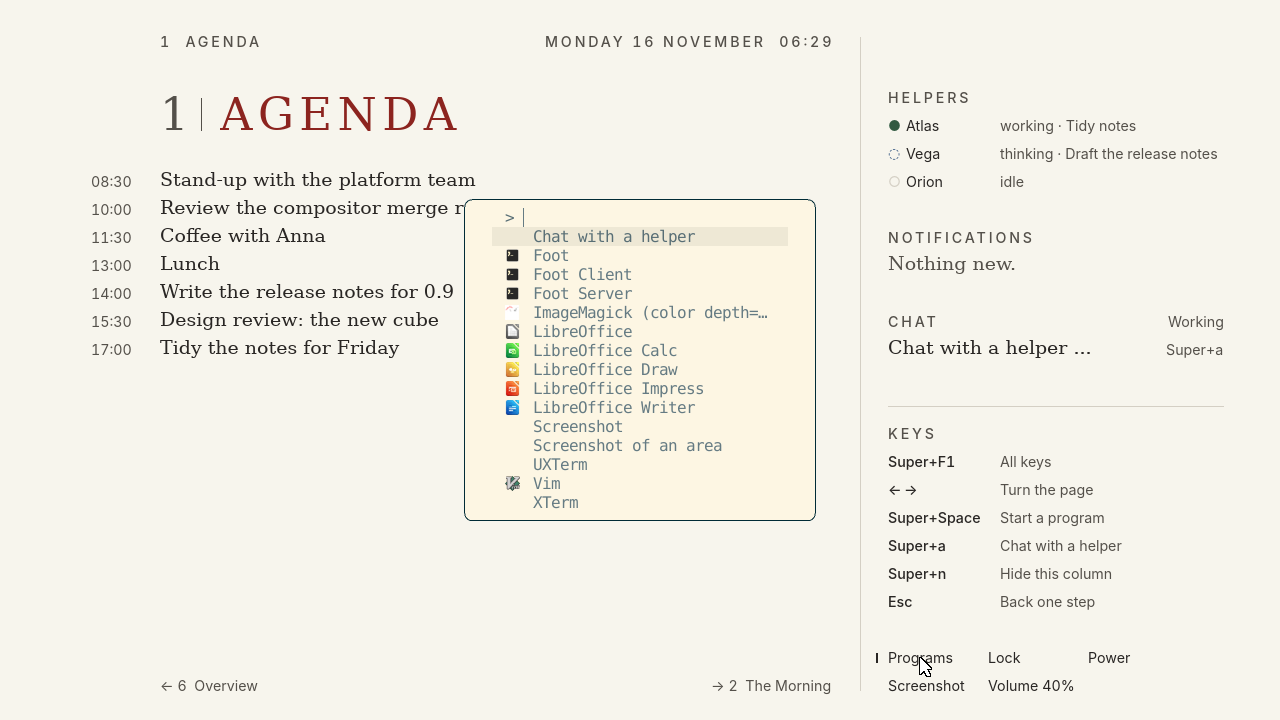 1 AGENDA
MONDAY 16 NOVEMBER 06:29
1 AGENDA
08:30 Stand-up with the platform team
10:00 Review the compositor merge r
11:30 Coffee with Anna
13:00 Lunch
14:00 Write the release notes for 0.9
15:30 Design review: the new cube
17:00 Tidy the notes for Friday
>
Chat with a helper
Foot
Foot Client
Foot Server
ImageMagick (color depth=…
LibreOffice
LibreOffice Calc
LibreOffice Draw
LibreOffice Impress
LibreOffice Writer
Screenshot
Screenshot of an area
UXTerm
Vim
XTerm
← 6 Overview
→ 2 The Morning
HELPERS
Atlas working · Tidy notes
Vega thinking · Draft the release notes
Orion idle
NOTIFICATIONS
Nothing new.
CHAT Working
Chat with a helper ... Super+a
KEYS
Super+F1 All keys
← → Turn the page
Super+Space Start a program
Super+a Chat with a helper
Super+n Hide this column
Esc Back one step
Programs Lock Power
Screenshot Volume 40%